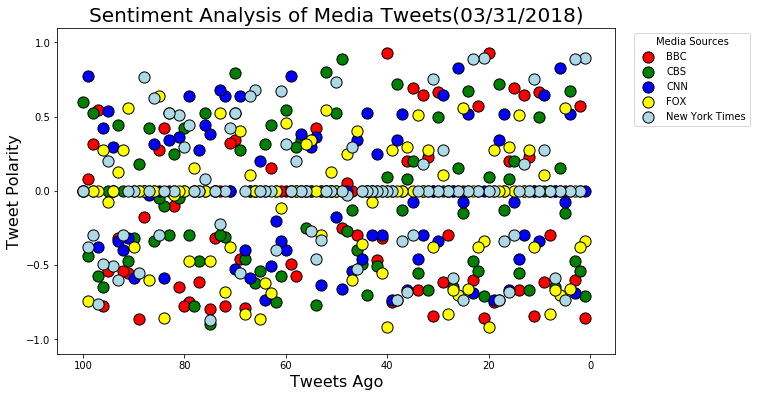 Sentiment Analysis of Media Tweets(03/31/2018)
Media Sources
BBC
CBS
CNN
FOX
New York Times
Tweet Polarity
1.0
0.5
0.0
−0.5
−1.0
100
80
60
40
20
0
Tweets Ago